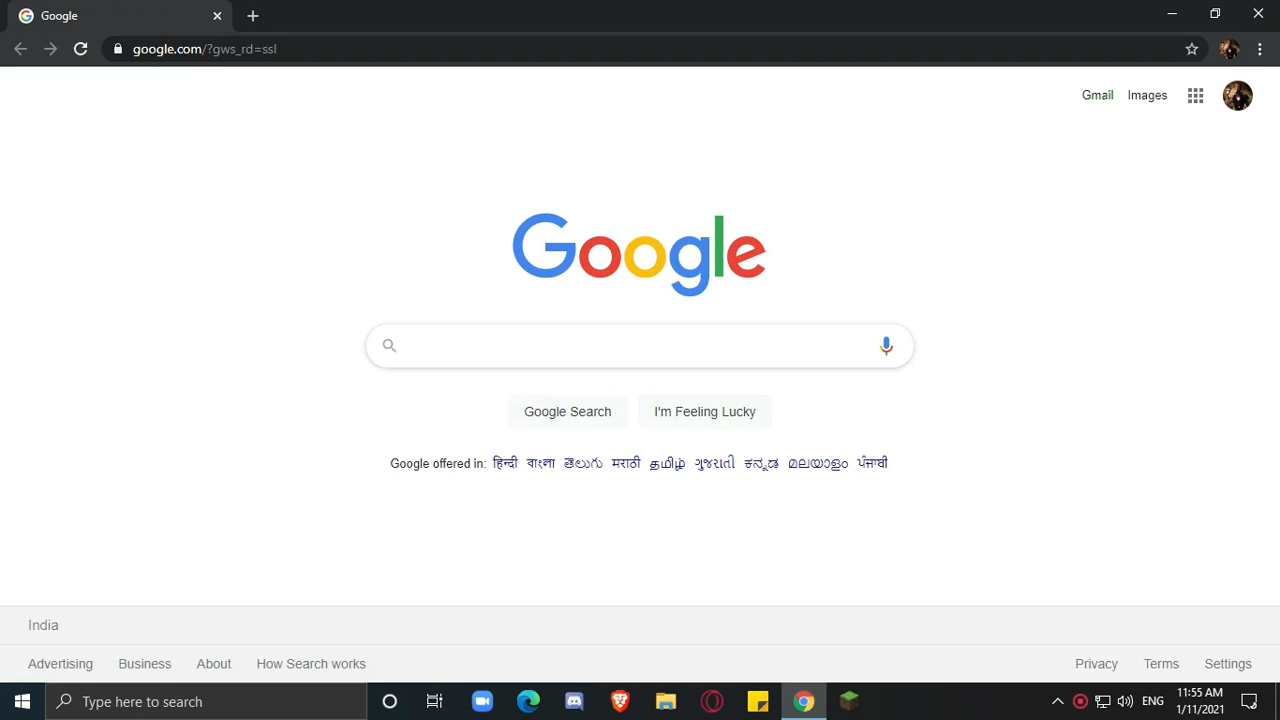 Google
google.com/?gws_rd=ssl
Gmail Images
Google
Google Search I'm Feeling Lucky
Google offered in: हिन्दी বাংলা తెలుగు मराठी தமிழ் ગુજરાતી ಕನ್ನಡ മലയാളം ਪੰਜਾਬੀ
India
Advertising Business About How Search works Privacy Terms Settings
Type here to search ENG 11:55 AM
1/11/2021